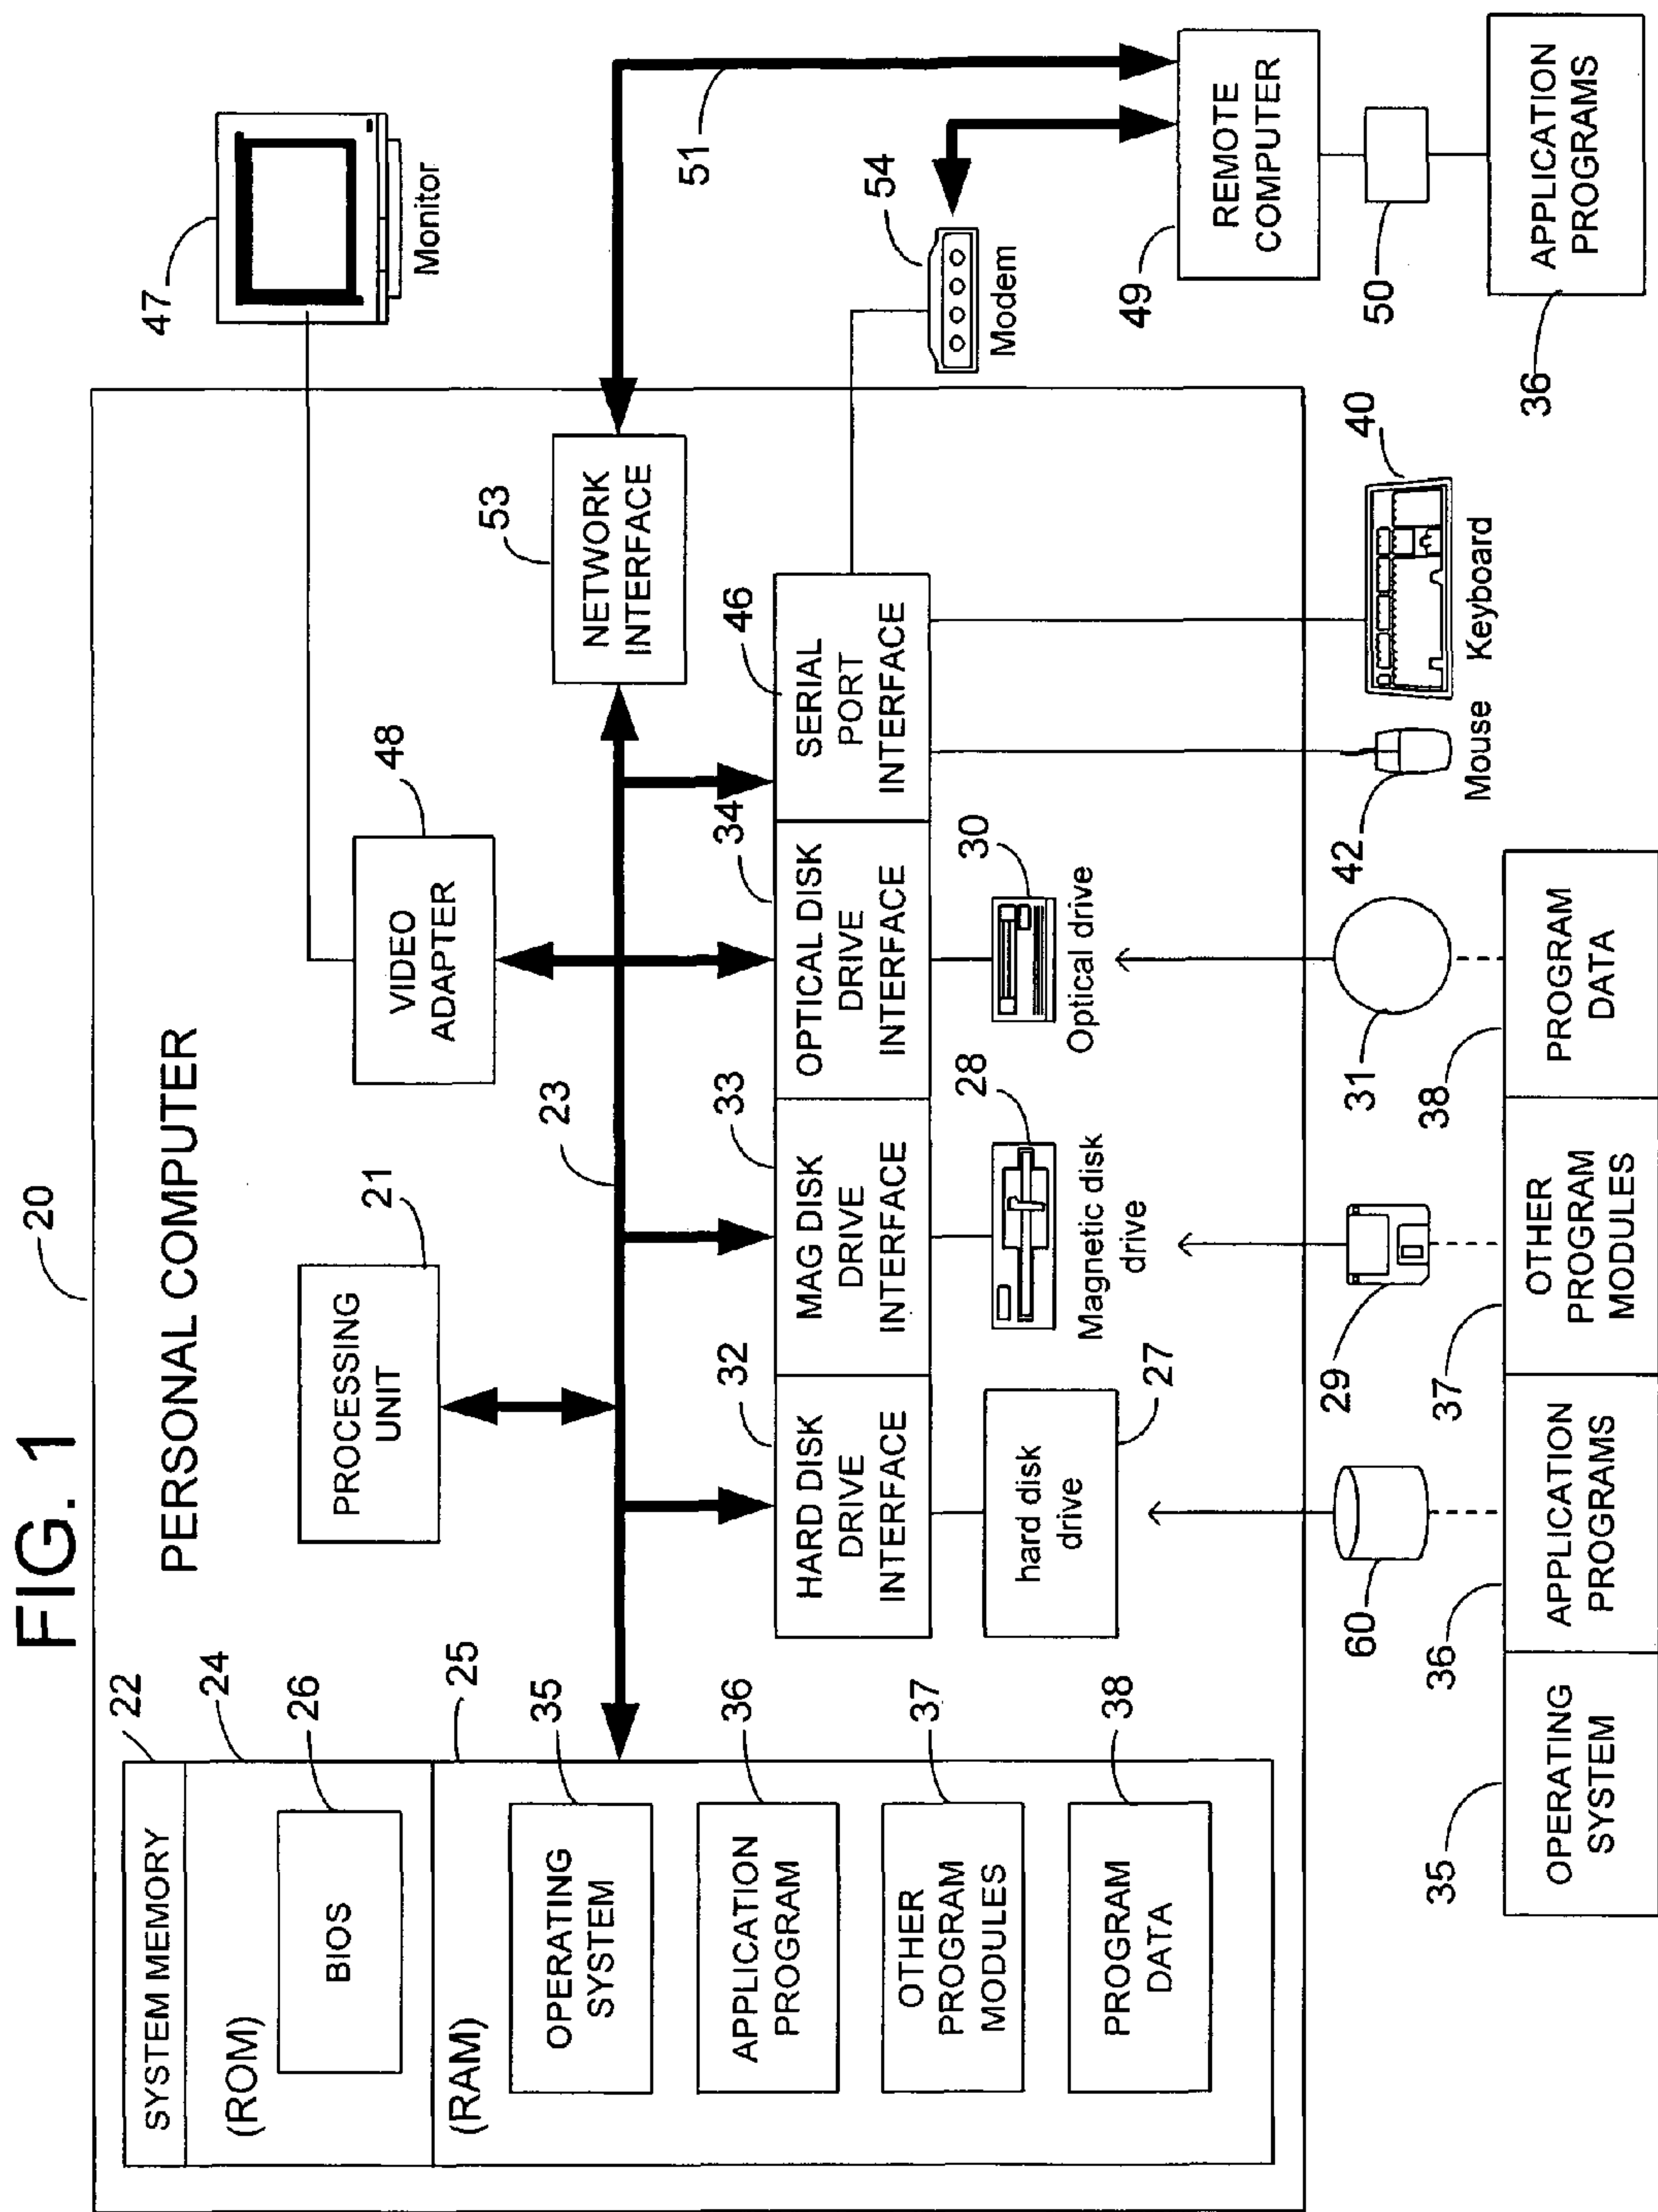 FIG. 1
20
PERSONAL COMPUTER
22
SYSTEM MEMORY
24
(ROM)
26
BIOS
25
(RAM)
35
OPERATING
SYSTEM
36
APPLICATION
PROGRAM
37
OTHER
PROGRAM
MODULES
38
PROGRAM
DATA
21
PROCESSING
UNIT
48
VIDEO
ADAPTER
47
Monitor
23
53
NETWORK
INTERFACE
51
32
HARD DISK
DRIVE
INTERFACE
33
MAG DISK
DRIVE
INTERFACE
34
OPTICAL DISK
DRIVE
INTERFACE
46
SERIAL
PORT
INTERFACE
54
Modem
27
hard disk
drive
28
Magnetic disk
drive
30
Optical drive
49
REMOTE
COMPUTER
60
29
31
42
Mouse
40
Keyboard
50
35
OPERATING
SYSTEM
36
APPLICATION
PROGRAMS
37
OTHER
PROGRAM
MODULES
38
PROGRAM
DATA
36
APPLICATION
PROGRAMS